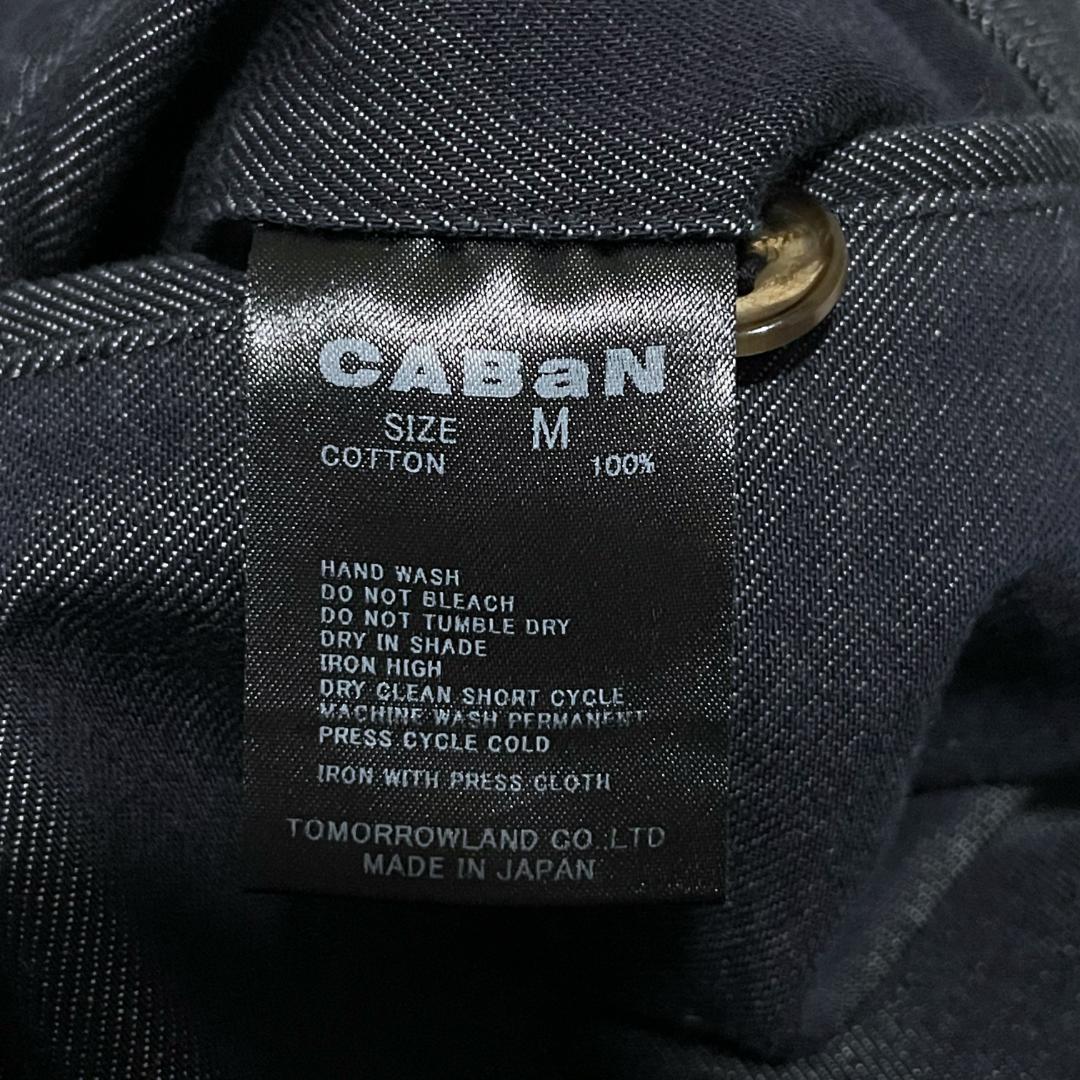 CABaN
SIZE M
COTTON 100%
HAND WASH
DO NOT BLEACH
DO NOT TUMBLE DRY
DRY IN SHADE
IRON HIGH
DRY CLEAN SHORT CYCLE
MACHINE WASH PERMANENT
PRESS CYCLE COLD
IRON WITH PRESS CLOTH
TOMORROWLAND CO.,LTD
MADE IN JAPAN